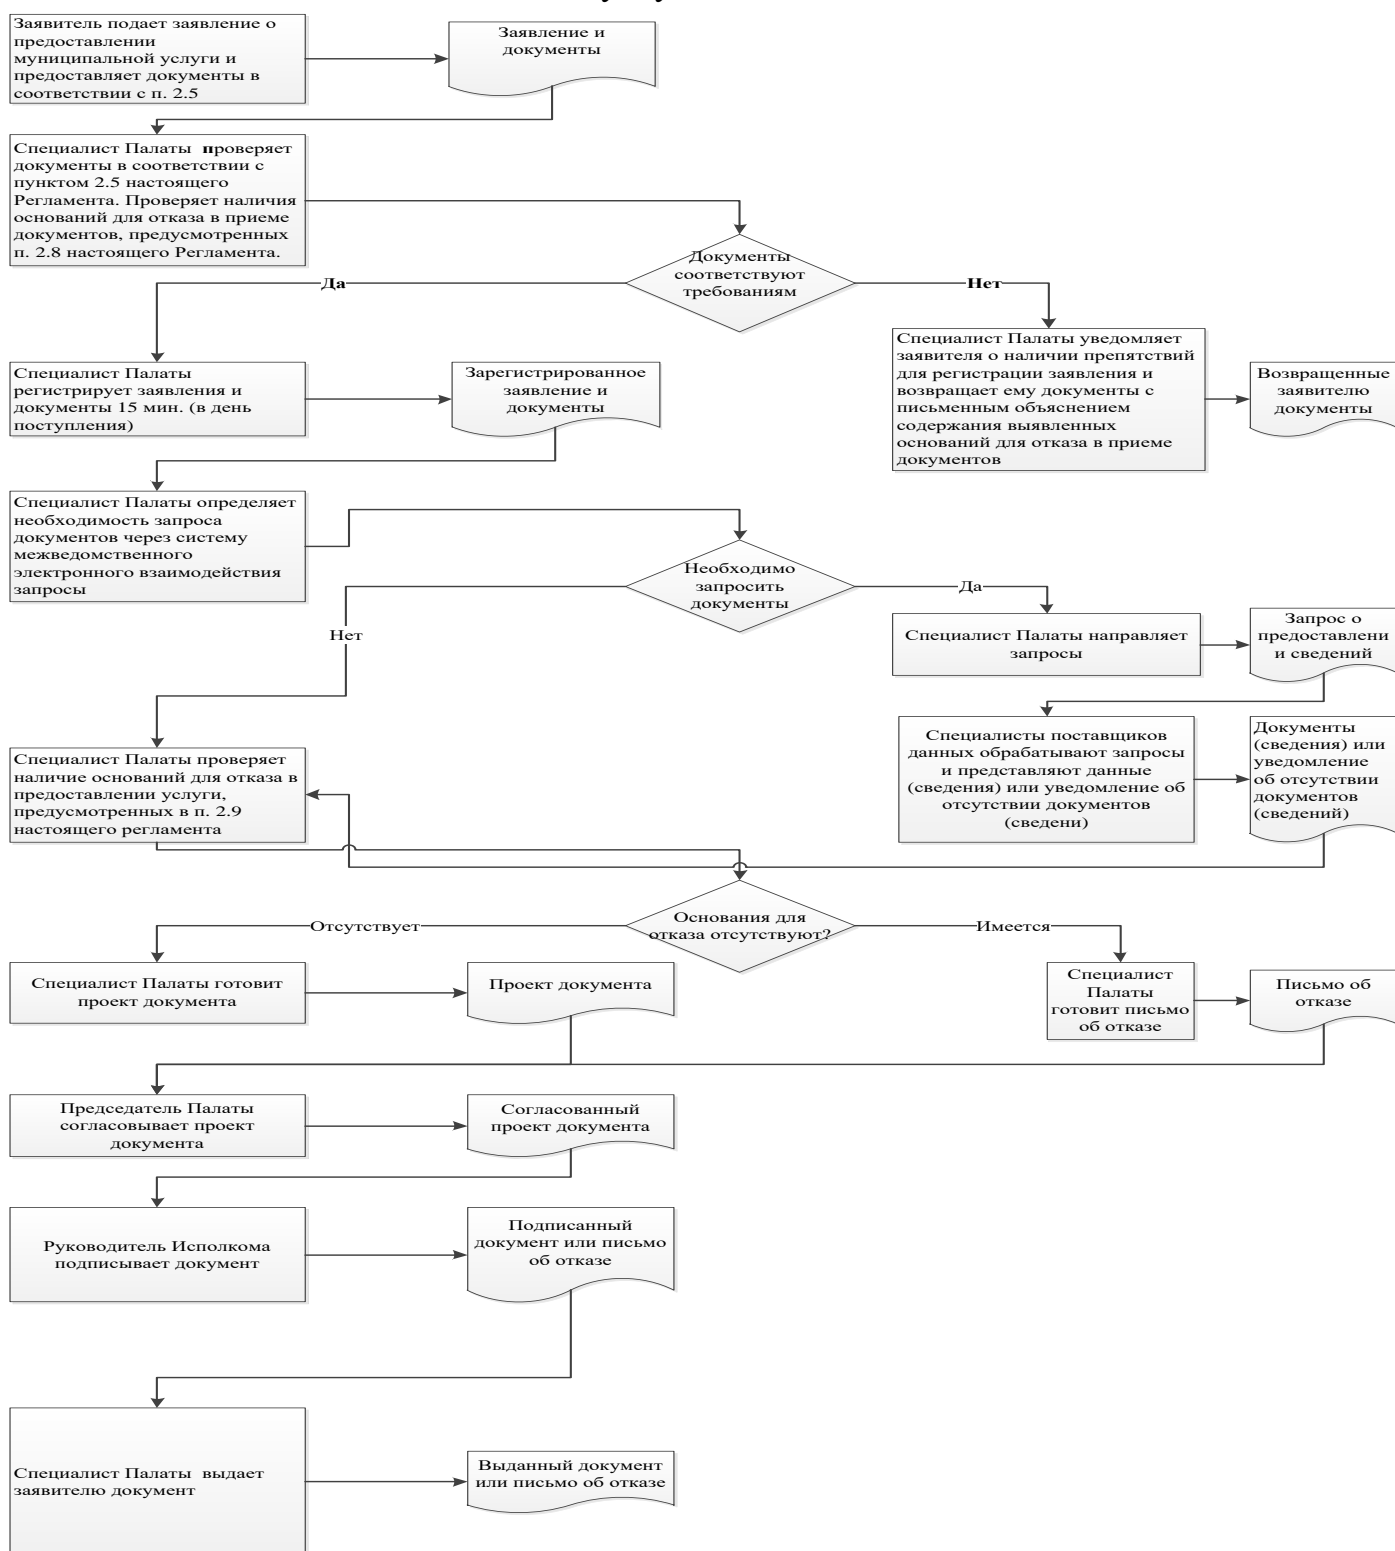 Заявитель подает заявление о
предоставлении
муниципальной услуги и
предоставляет документы в
соответствии с п. 2.5
Заявление и
документы
Специалист Палаты проверяет
документы в соответствии с
пунктом 2.5 настоящего
Регламента. Проверяет наличия
оснований для отказа в приеме
документов, предусмотренных
п. 2.8 настоящего Регламента.
Документы
соответствуют
требованиям
Да
Нет
Специалист Палаты
регистрирует заявления и
документы 15 мин. (в день
поступления)
Зарегистрированное
заявление и
документы
Специалист Палаты уведомляет
заявителя о наличии препятствий
для регистрации заявления и
возвращает ему документы с
письменным объяснением
содержания выявленных
оснований для отказа в приеме
документов
Возвращенные
заявителю
документы
Специалист Палаты определяет
необходимость запроса
документов через систему
межведомственного
электронного взаимодействия
запросы
Необходимо
запросить
документы
Да
Нет
Специалист Палаты направляет
запросы
Запрос о
предоставлени
и сведений
Специалисты поставщиков
данных обрабатывают запросы
и представляют данные
(сведения) или уведомление об
отсутствии документов
(сведени)
Документы
(сведения) или
уведомление
об отсутствии
документов
(сведений)
Специалист Палаты проверяет
наличие оснований для отказа в
предоставлении услуги,
предусмотренных в п. 2.9
настоящего регламента
Основания для
отказа отсутствуют?
Отсутствует
Имеется
Специалист Палаты готовит
проект документа
Проект документа
Специалист
Палаты
готовит письмо
об отказе
Письмо об
отказе
Председатель Палаты
согласовывает проект
документа
Согласованный
проект документа
Руководитель Исполкома
подписывает документ
Подписанный
документ или письмо
об отказе
Специалист Палаты выдает
заявителю документ
Выданный документ
или письмо об отказе